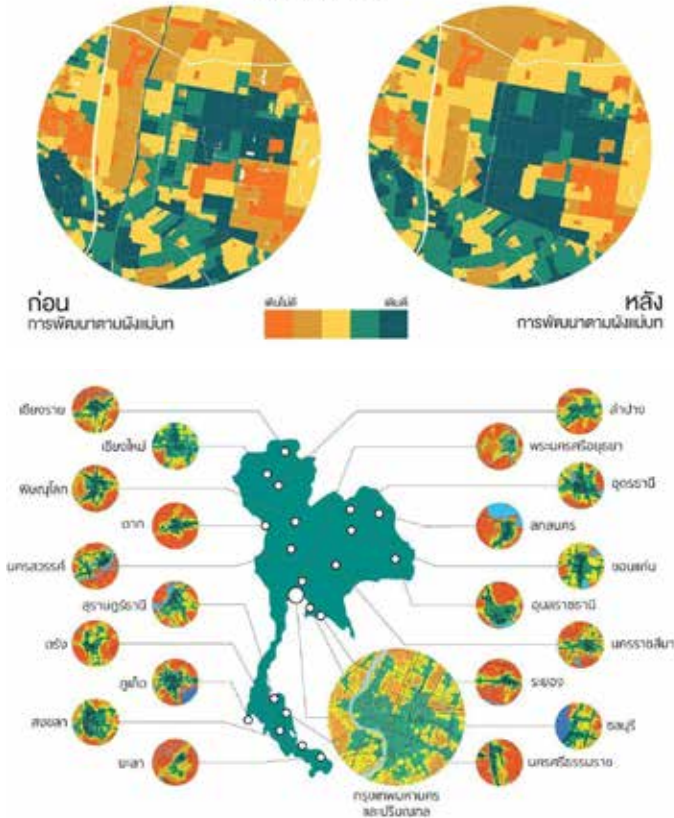 ก่อน
การพัฒนาตามผังแม่บท
เดินไม่ดี
เดินดี
หลัง
การพัฒนาตามผังแม่บท
เชียงราย
ลำปาง
เชียงใหม่
พระนครศรีอยุธยา
พิษณุโลก
อุดรธานี
ตาก
สกลนคร
นครสวรรค์
ขอนแก่น
สุราษฎร์ธานี
อุบลราชธานี
ตรัง
นครราชสีมา
ภูเก็ต
ระยอง
สงขลา
ชลบุรี
ยะลา
นครศรีธรรมราช
กรุงเทพมหานคร
และปริมณฑล